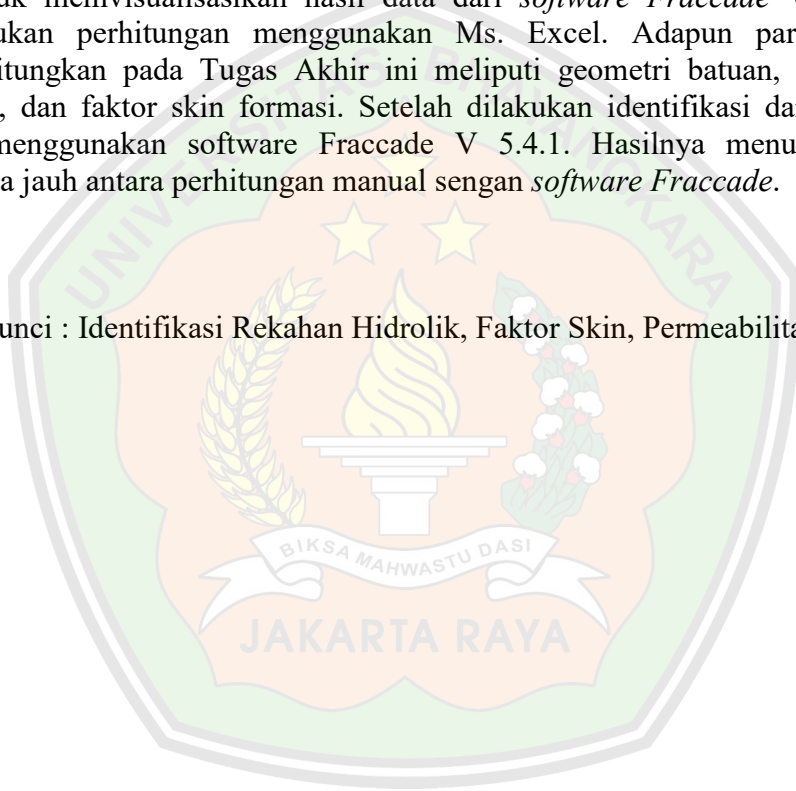 uk memvisualisasikan hasil data dari software Fraccade
ukan perhitungan menggunakan Ms. Excel. Adapun par
itungkan pada Tugas Akhir ini meliputi geometri batuan,
, dan faktor skin formasi. Setelah dilakukan identifikasi da
menggunakan software Fraccade V 5.4.1. Hasilnya menu
a jauh antara perhitungan manual sengan software Fraccade.
unci : Identifikasi Rekahan Hidrolik, Faktor Skin, Permeabilita
UNIVERSITAS BHAYANGKARA
BIKSA MAHWASTU DASI
JAKARTA RAYA